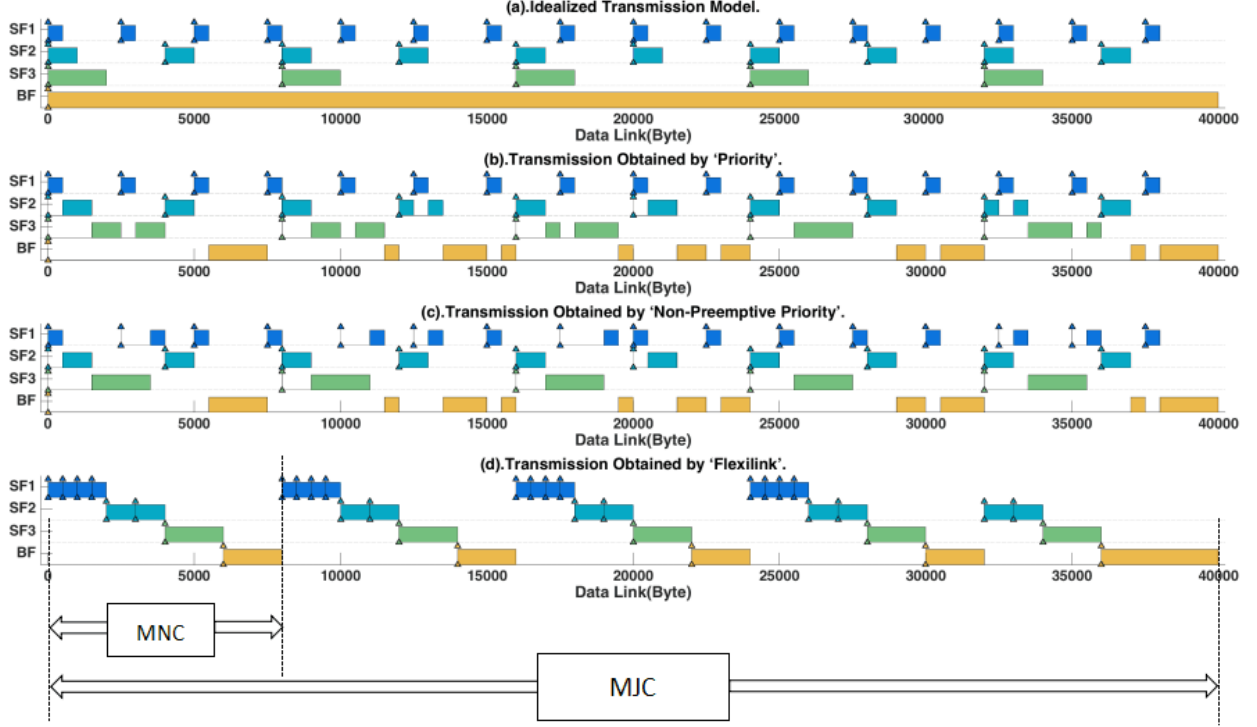 (a).Idealized Transmission Model.
SF1
SF2
SF3
BF
0 5000 10000 15000 20000 25000 30000 35000 40000
Data Link(Byte)
(b).Transmission Obtained by ‘Priority’.
SF1
SF2
SF3
BF
0 5000 10000 15000 20000 25000 30000 35000 40000
Data Link(Byte)
(c).Transmission Obtained by ‘Non-Preemptive Priority’.
SF1
SF2
SF3
BF
0 5000 10000 15000 20000 25000 30000 35000 40000
Data Link(Byte)
(d).Transmission Obtained by ‘Flexilink’.
SF1
SF2
SF3
BF
0 5000 10000 15000 20000 25000 30000 35000 40000
Data Link(Byte)
MNC
MJC